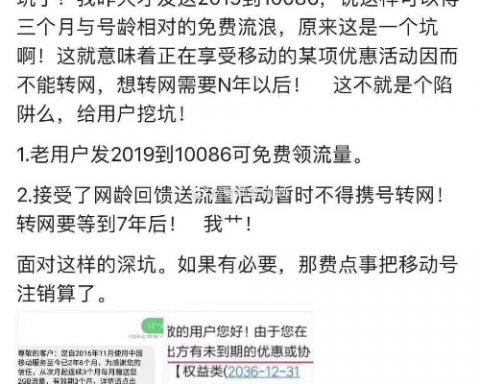 坑了！我昨天才发送2019到10086，说这样可以得
三个月与号龄相对的免费流浪，原来这是一个坑
啊！这就意味着正在享受移动的某项优惠活动因而
不能转网，想转网需要N年以后！ 这不就是个陷
阱么，给用户挖坑！
1.老用户发2019到10086可免费领流量。
2.接受了网龄回馈送流量活动暂时不得携号转网！
转网要等到7年后！ 我艹！
面对这样的深坑。如果有必要，那费点事把移动号
注销算了。
2019
尊敬的客户：您自2016年11月使用中国
移动服务至今已2年6个月，为感谢您的
信任，从次月起连续3个月每月赠送您
2GB流量，有效期3个月，详情请点击
敬的用户您好！由于您在
出方有未到期的优惠或协
【权益类(2036-12-31